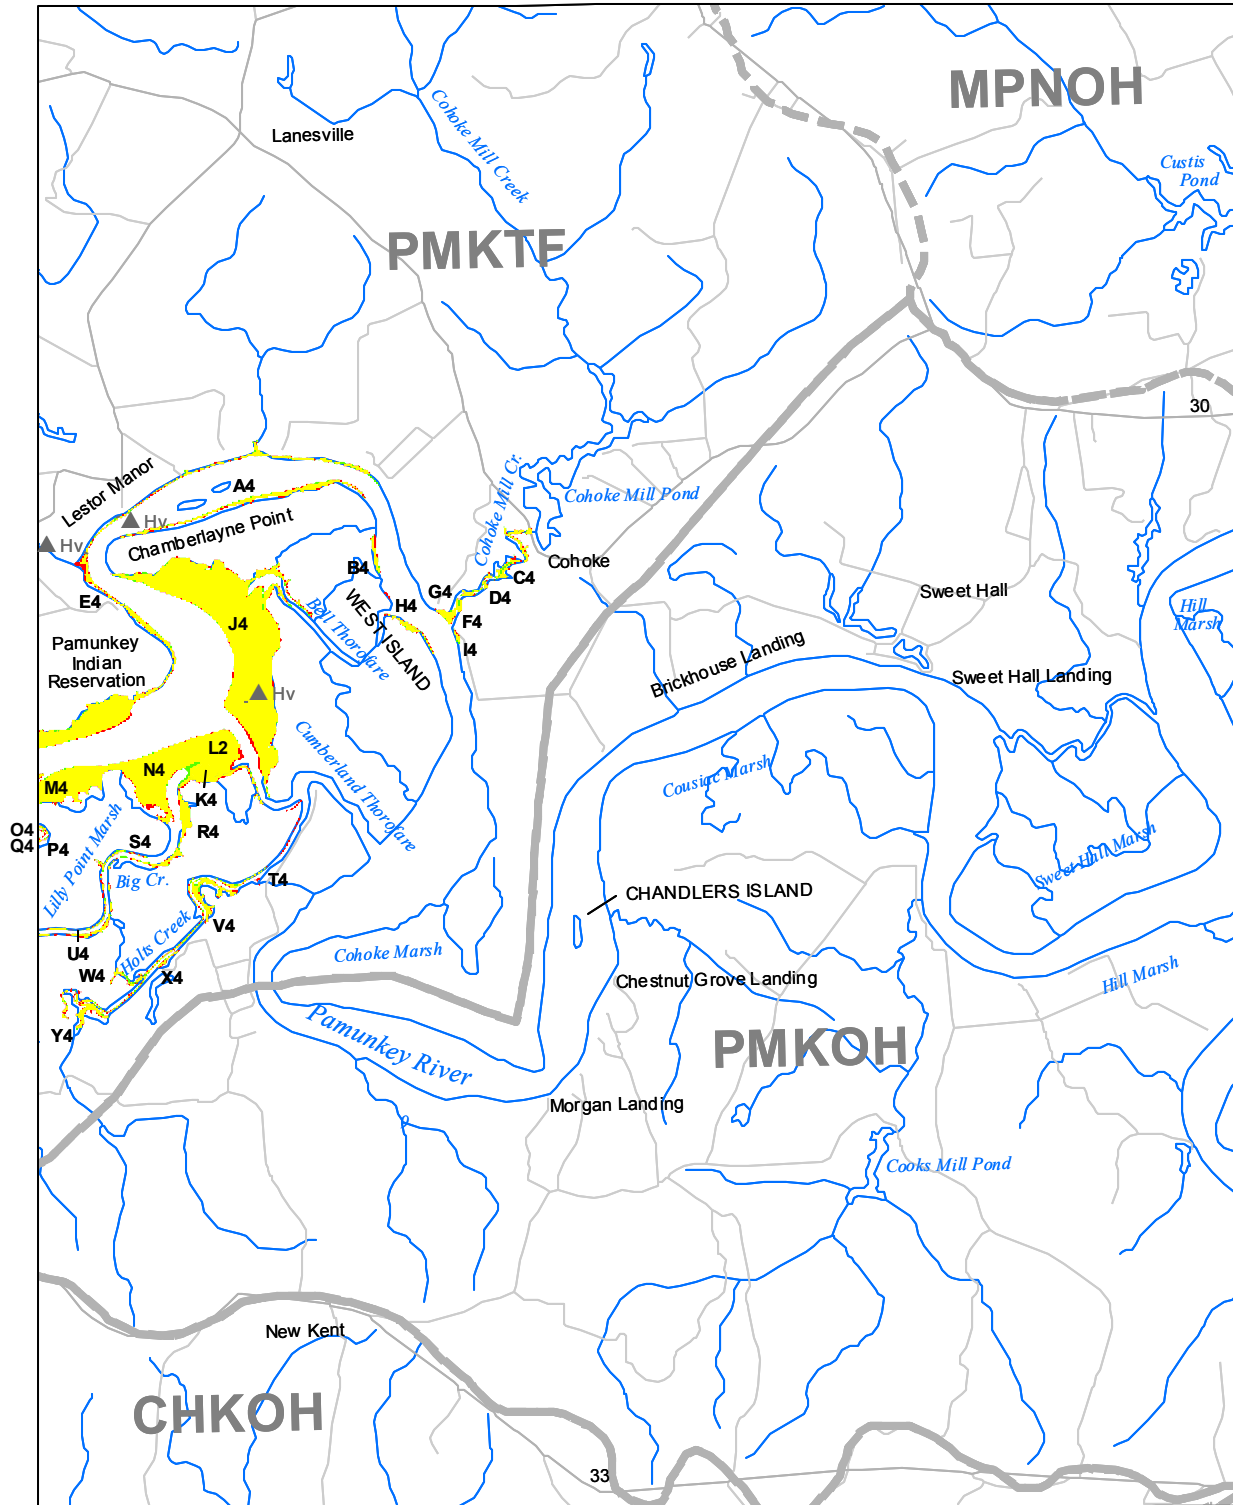 MPNOH
Lanesville
Cohoke Mill Creek
Custis
Pond
PMKTF
30
Lestor Manor
A4
Hv
Hv
Chamberlayne Point
Cohoke Mill Cr.
Cohoke Mill Pond
Cohoke
B4
C4
D4
E4
G4
H4
F4
I4
J4
WEST ISLAND
Bell Thorofare
Pamunkey
Indian
Reservation
Sweet Hall
Hill
Marsh
Brickhouse Landing
Sweet Hall Landing
Hv
L2
Cumberland Thorofare
Cousiac Marsh
N4
M4
K4
O4
Q4
P4
R4
S4
Lilly Point Marsh
Big Cr.
T4
Sweet Hall Marsh
CHANDLERS ISLAND
V4
Holts Creek
U4
W4
X4
Cohoke Marsh
Chestnut Grove Landing
Hill Marsh
Y4
Pamunkey River
PMKOH
Morgan Landing
Cooks Mill Pond
New Kent
CHKOH
33